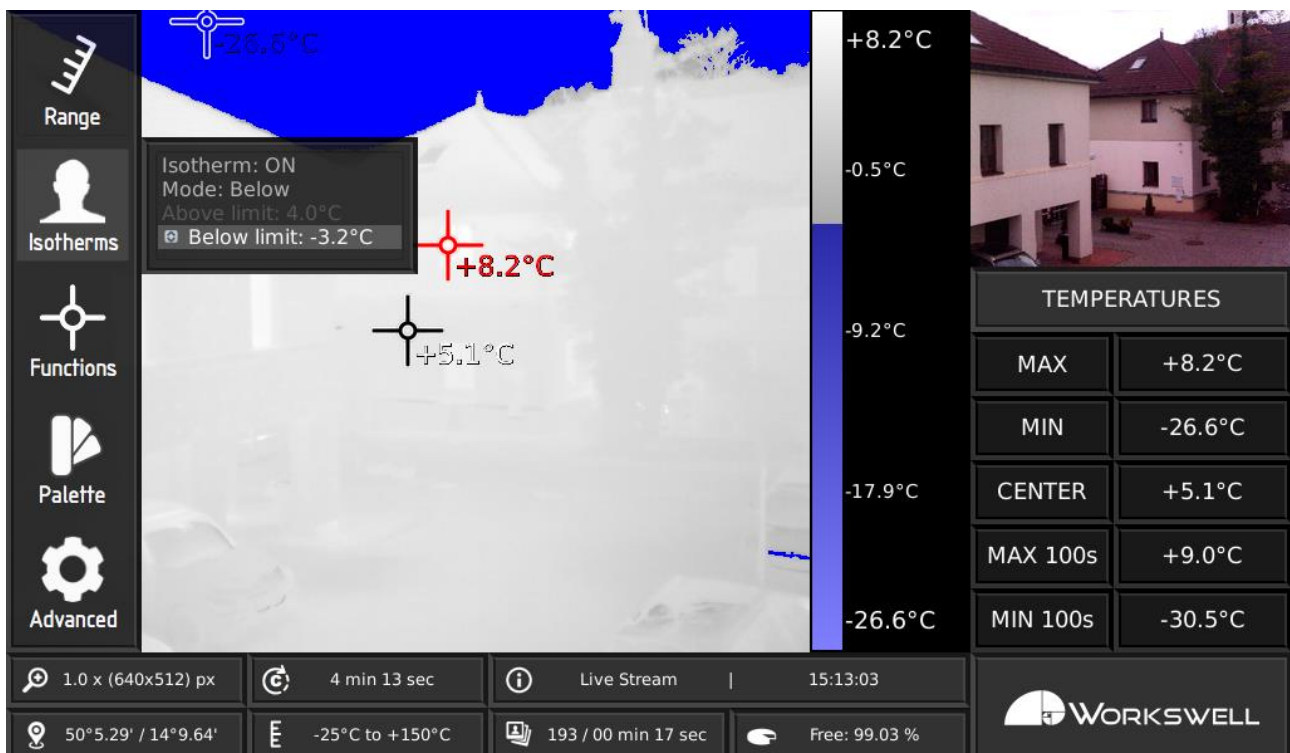 Range
Isotherms
Functions
Palette
Advanced
-26.6°C
Isotherm: ON
Mode: Below
Above limit: 4.0°C
Below limit: -3.2°C
+8.2°C
+5.1°C
+8.2°C
-0.5°C
-9.2°C
-17.9°C
-26.6°C
TEMPERATURES
MAX +8.2°C
MIN -26.6°C
CENTER +5.1°C
MAX 100s +9.0°C
MIN 100s -30.5°C
1.0 x (640x512) px
4 min 13 sec
Live Stream | 15:13:03
50°5.29' / 14°9.64'
-25°C to +150°C
193 / 00 min 17 sec
Free: 99.03 %
WORKSWELL